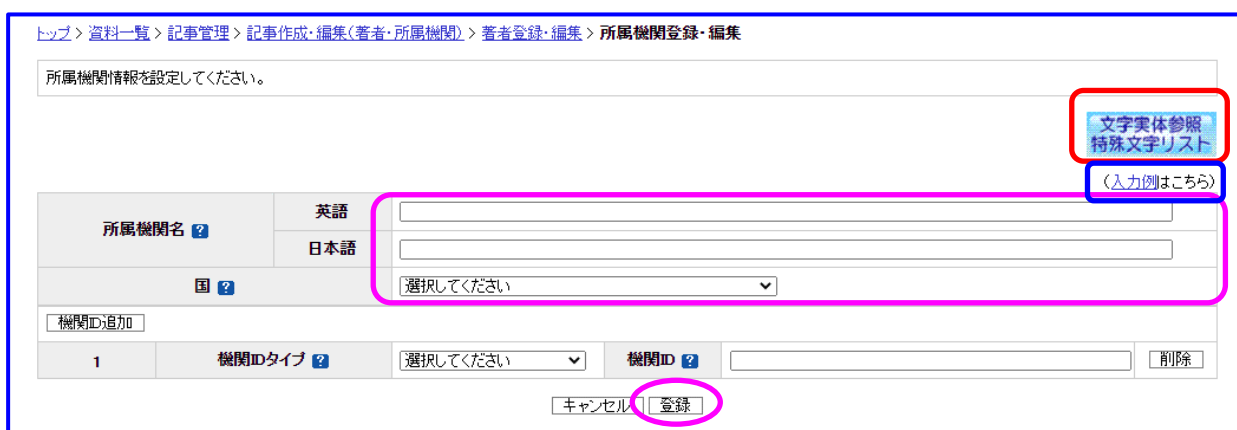 トップ > 資料一覧 > 記事管理 > 記事作成・編集(著者・所属機関) > 著者登録・編集 > 所属機関登録・編集
所属機関情報を設定してください。
文字実体参照
特殊文字リスト
(入力例はこちら)
所属機関名 ?
英語
日本語
国 ? 選択してください
機関ID追加
1 機関IDタイプ ? 選択してください 機関ID ? 削除
キャンセル 登録